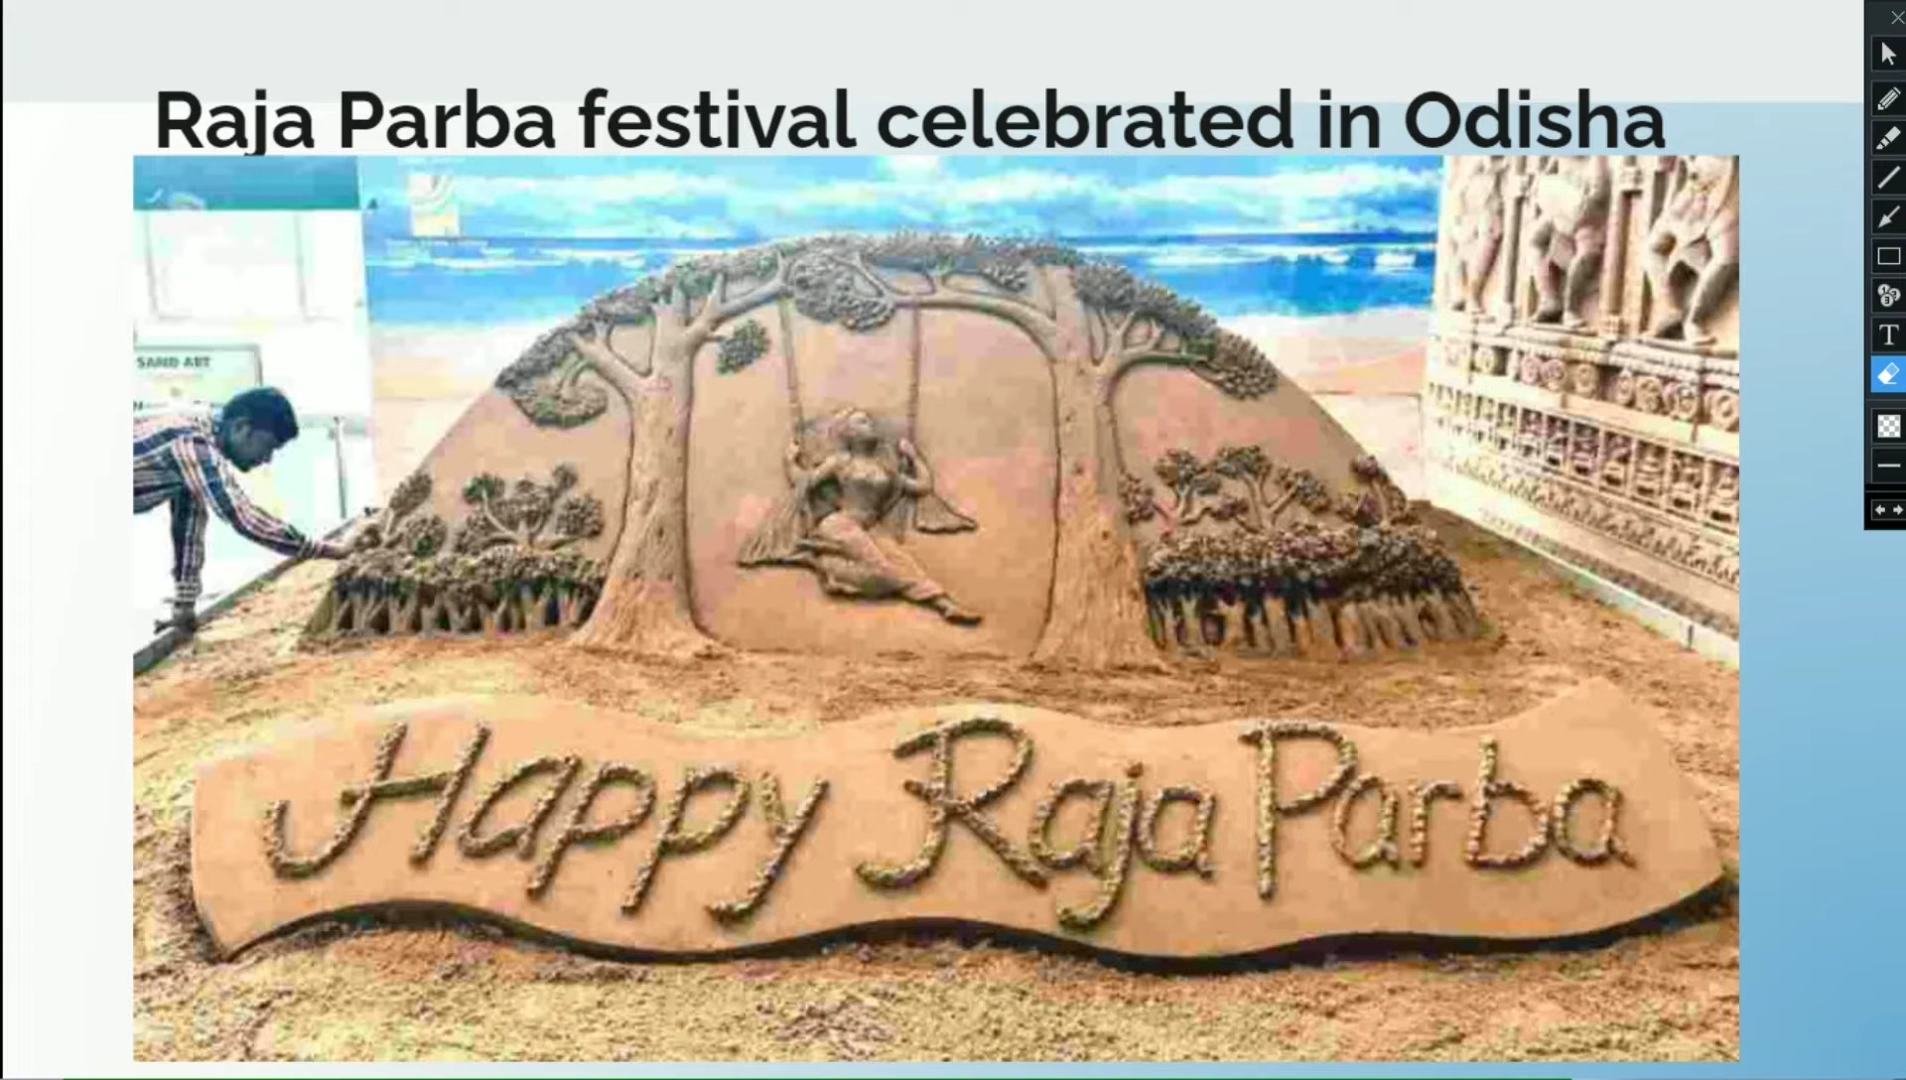 Raja Parba festival celebrated in Odisha
SAND ART
Happy Raja Parba